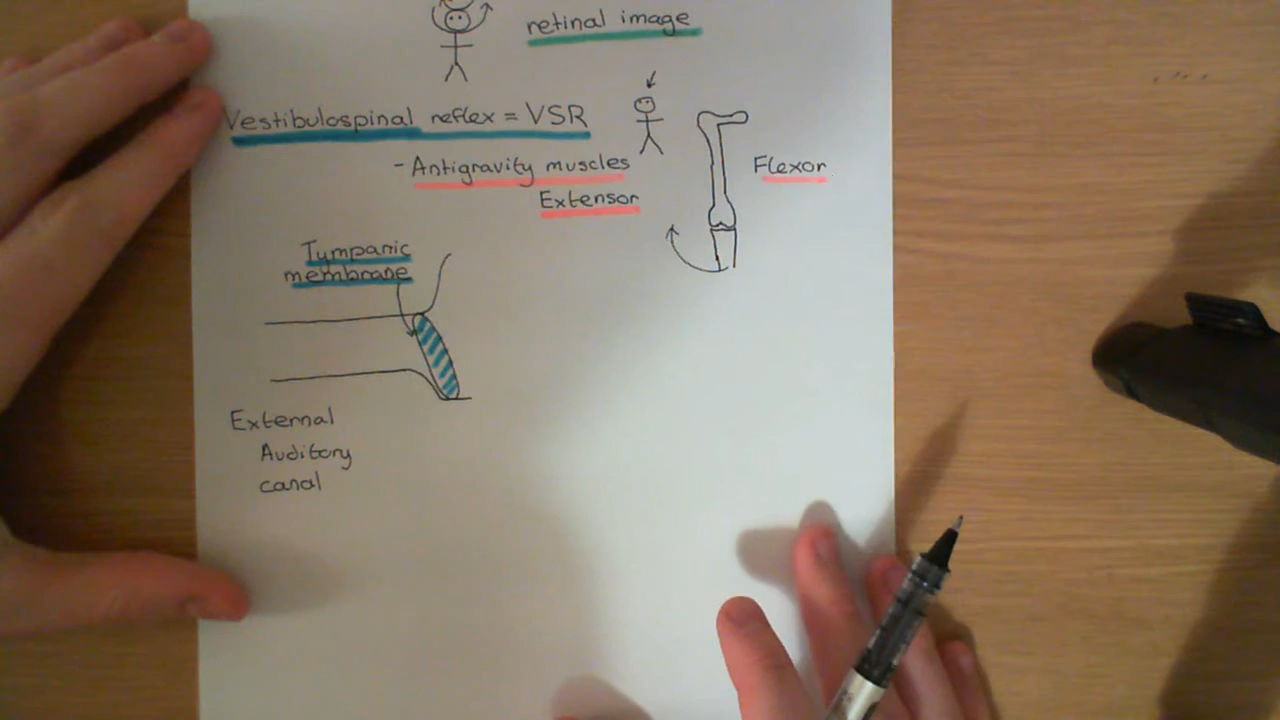 retinal image
Vestibulospinal reflex = VSR
- Antigravity muscles
Extensor
Flexor
Tympanic
membrane
External
Auditory
canal